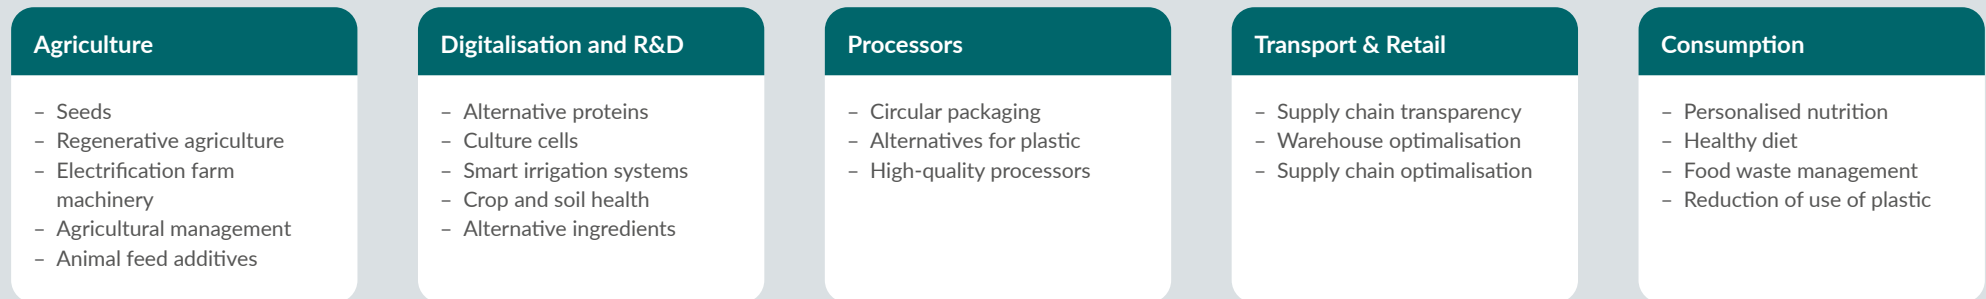 Agriculture
– Seeds
– Regenerative agriculture
– Electrification farm
machinery
– Agricultural management
– Animal feed additives
Digitalisation and R&D
– Alternative proteins
– Culture cells
– Smart irrigation systems
– Crop and soil health
– Alternative ingredients
Processors
– Circular packaging
– Alternatives for plastic
– High-quality processors
Transport & Retail
– Supply chain transparency
– Warehouse optimalisation
– Supply chain optimalisation
Consumption
– Personalised nutrition
– Healthy diet
– Food waste management
– Reduction of use of plastic